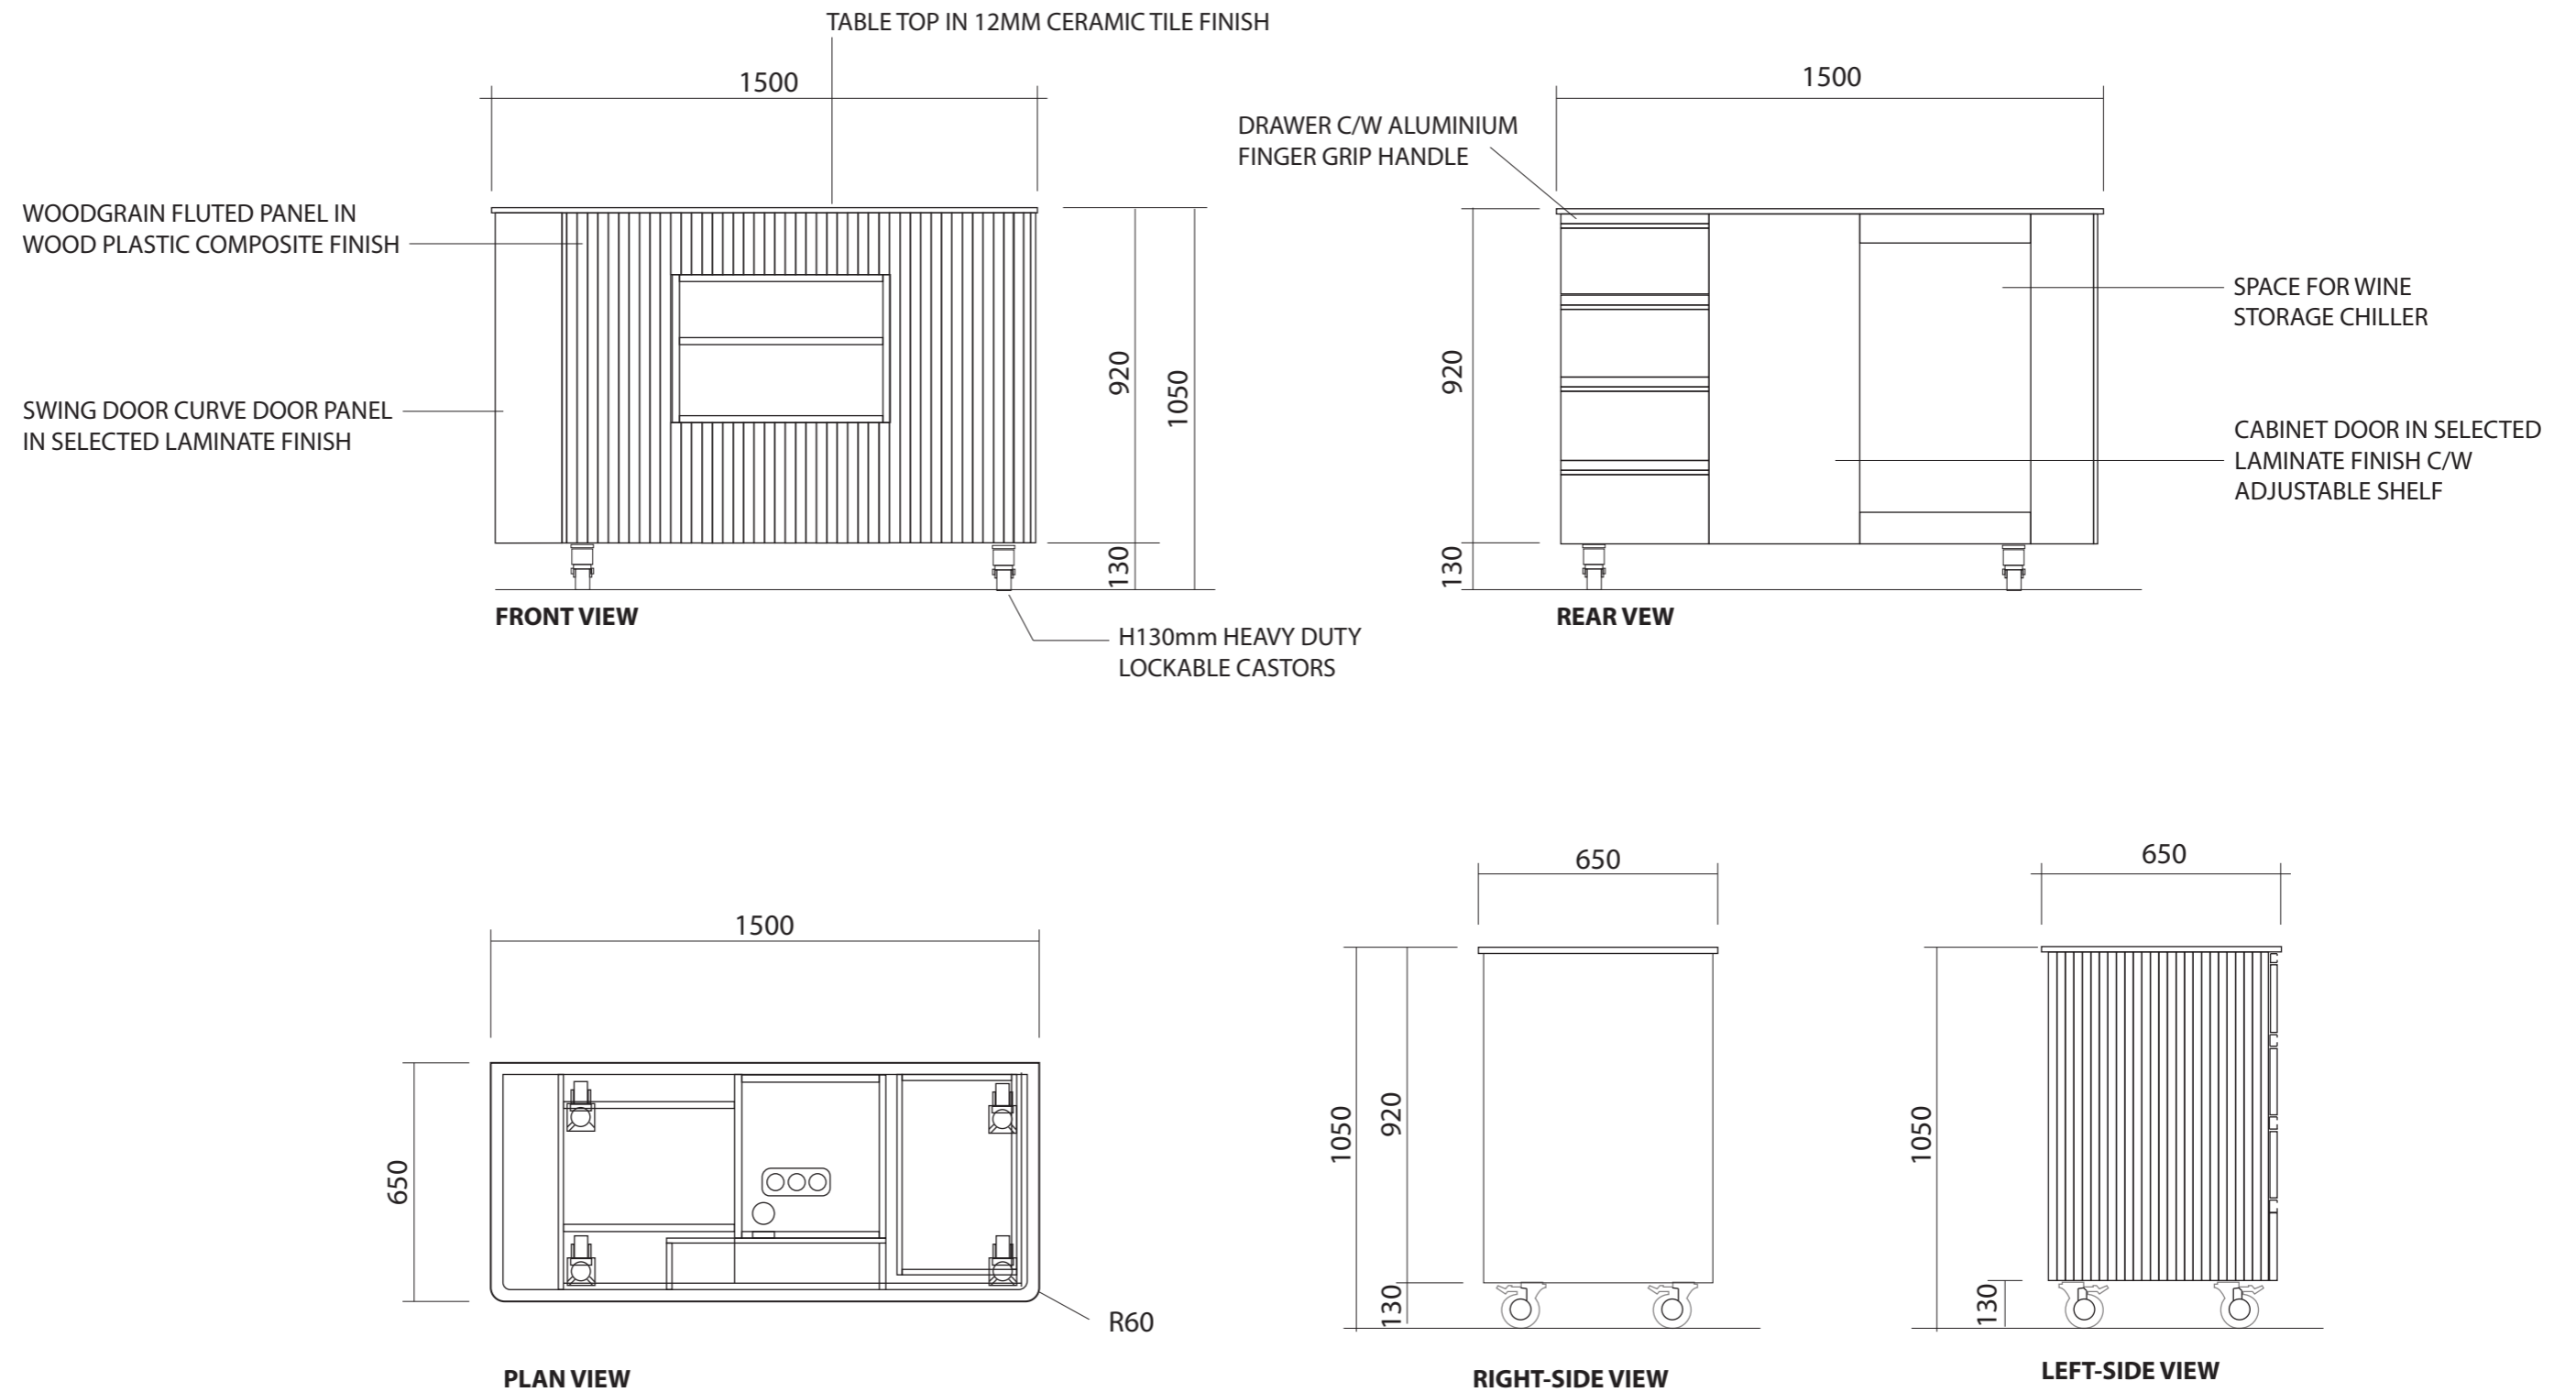 TABLE TOP IN 12MM CERAMIC TILE FINISH
1500
1500
DRAWER C/W ALUMINIUM
FINGER GRIP HANDLE
WOODGRAIN FLUTED PANEL IN
WOOD PLASTIC COMPOSITE FINISH
SWING DOOR CURVE DOOR PANEL
IN SELECTED LAMINATE FINISH
920
1050
130
920
130
SPACE FOR WINE
STORAGE CHILLER
CABINET DOOR IN SELECTED
LAMINATE FINISH C/W
ADJUSTABLE SHELF
FRONT VIEW
H130mm HEAVY DUTY
LOCKABLE CASTORS
REAR VEW
1500
650
R60
PLAN VIEW
650
1050
920
130
RIGHT-SIDE VIEW
650
1050
130
LEFT-SIDE VIEW